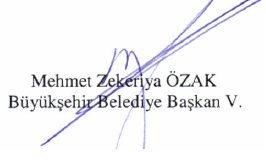 Mehmet Zekeriya ÖZAK
Büyükşehir Belediye Başkan V.